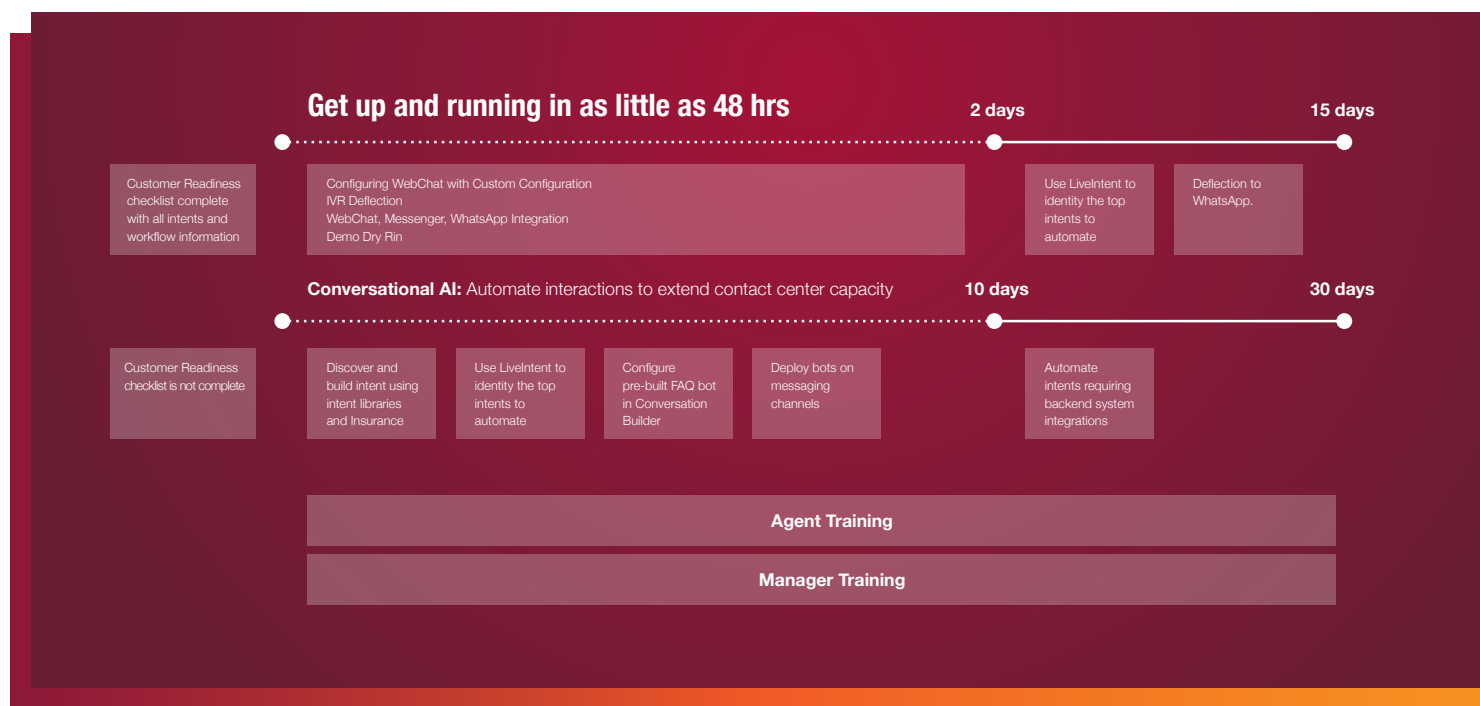 Get up and running in as little as 48 hrs
2 days
15 days
Customer Readiness
checklist complete
with all intents and
workflow information
Configuring WebChat with Custom Configuration
IVR Deflection
WebChat, Messenger, WhatsApp Integration
Demo Dry Rin
Use LiveIntent to
identity the top
intents to
automate
Deflection to
WhatsApp.
Conversational AI: Automate interactions to extend contact center capacity
10 days
30 days
Customer Readiness
checklist is not complete
Discover and
build intent using
intent libraries
and Insurance
Use LiveIntent to
identity the top
intents to
automate
Configure
pre-built FAQ bot
in Conversation
Builder
Deploy bots on
messaging
channels
Automate
intents requiring
backend system
integrations
Agent Training
Manager Training